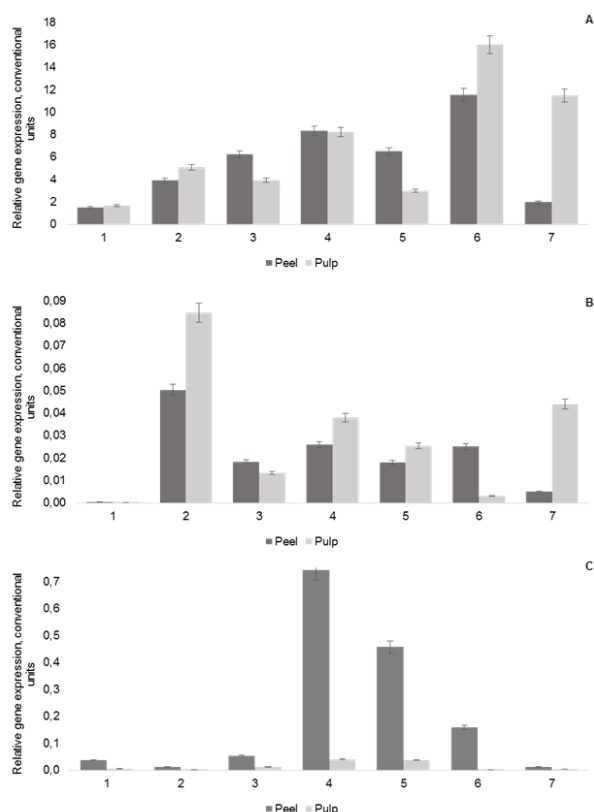 A
Relative gene expression, conventional
units
18
16
14
12
10
8
6
4
2
0
1 2 3 4 5 6 7
Peel Pulp
B
Relative gene expression, conventional
units
0,09
0,08
0,07
0,06
0,05
0,04
0,03
0,02
0,01
0,00
1 2 3 4 5 6 7
Peel Pulp
C
Relative gene expression, conventional
units
0,7
0,6
0,5
0,4
0,3
0,2
0,1
0,0
1 2 3 4 5 6 7
Peel Pulp